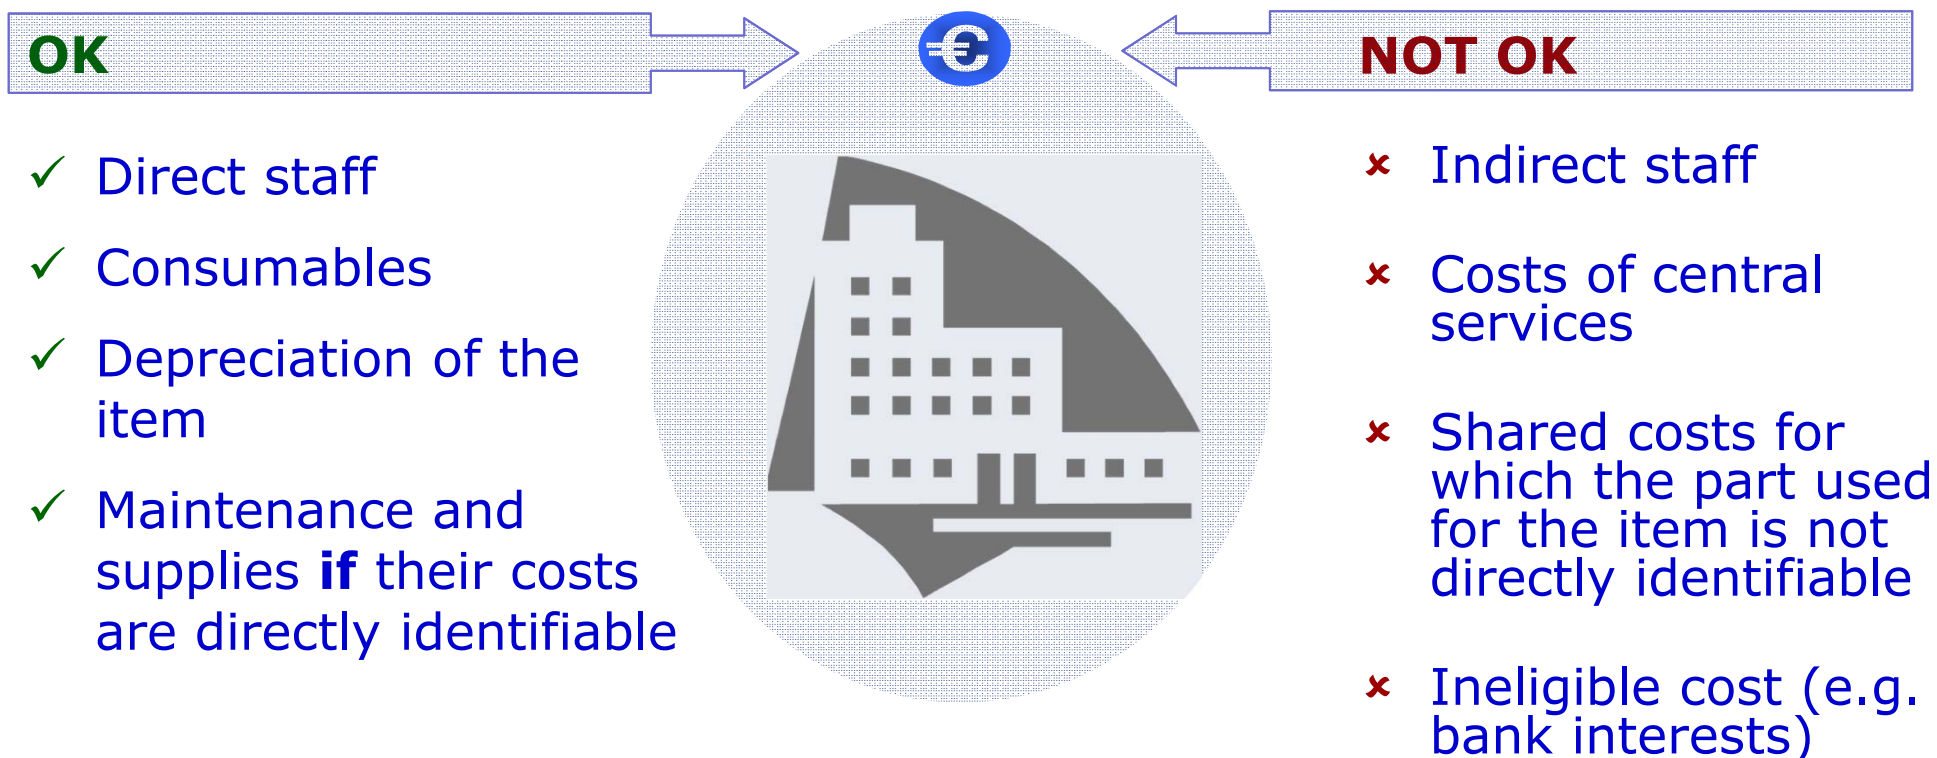 OK
✓ Direct staff
✓ Consumables
✓ Depreciation of the
item
✓ Maintenance and
supplies if their costs
are directly identifiable
€
NOT OK
× Indirect staff
× Costs of central
services
× Shared costs for
which the part used
for the item is not
directly identifiable
× Ineligible cost (e.g.
bank interests)